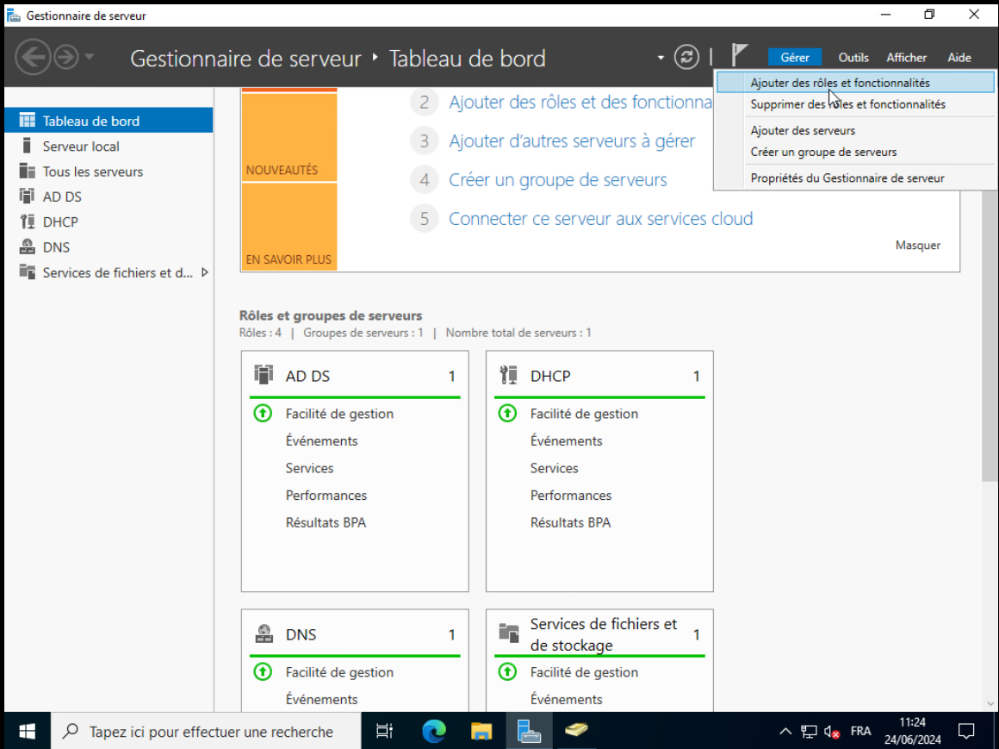 Gestionnaire de serveur
Gestionnaire de serveur ‣ Tableau de bord
Gérer Outils Afficher Aide
Ajouter des rôles et fonctionnalités
Supprimer des rôles et fonctionnalités
Ajouter des serveurs
Créer un groupe de serveurs
Propriétés du Gestionnaire de serveur
Tableau de bord
Serveur local
Tous les serveurs
AD DS
DHCP
DNS
Services de fichiers et d...
NOUVEAUTÉS
EN SAVOIR PLUS
2 Ajouter des rôles et des fonctionna
3 Ajouter d’autres serveurs à gérer
4 Créer un groupe de serveurs
5 Connecter ce serveur aux services cloud
Masquer
Rôles et groupes de serveurs
Rôles : 4 | Groupes de serveurs : 1 | Nombre total de serveurs : 1
AD DS 1
Facilité de gestion
Événements
Services
Performances
Résultats BPA
DHCP 1
Facilité de gestion
Événements
Services
Performances
Résultats BPA
DNS 1
Facilité de gestion
Événements
Services de fichiers et
de stockage 1
Facilité de gestion
Événements
Tapez ici pour effectuer une recherche
FRA
11:24
24/06/2024